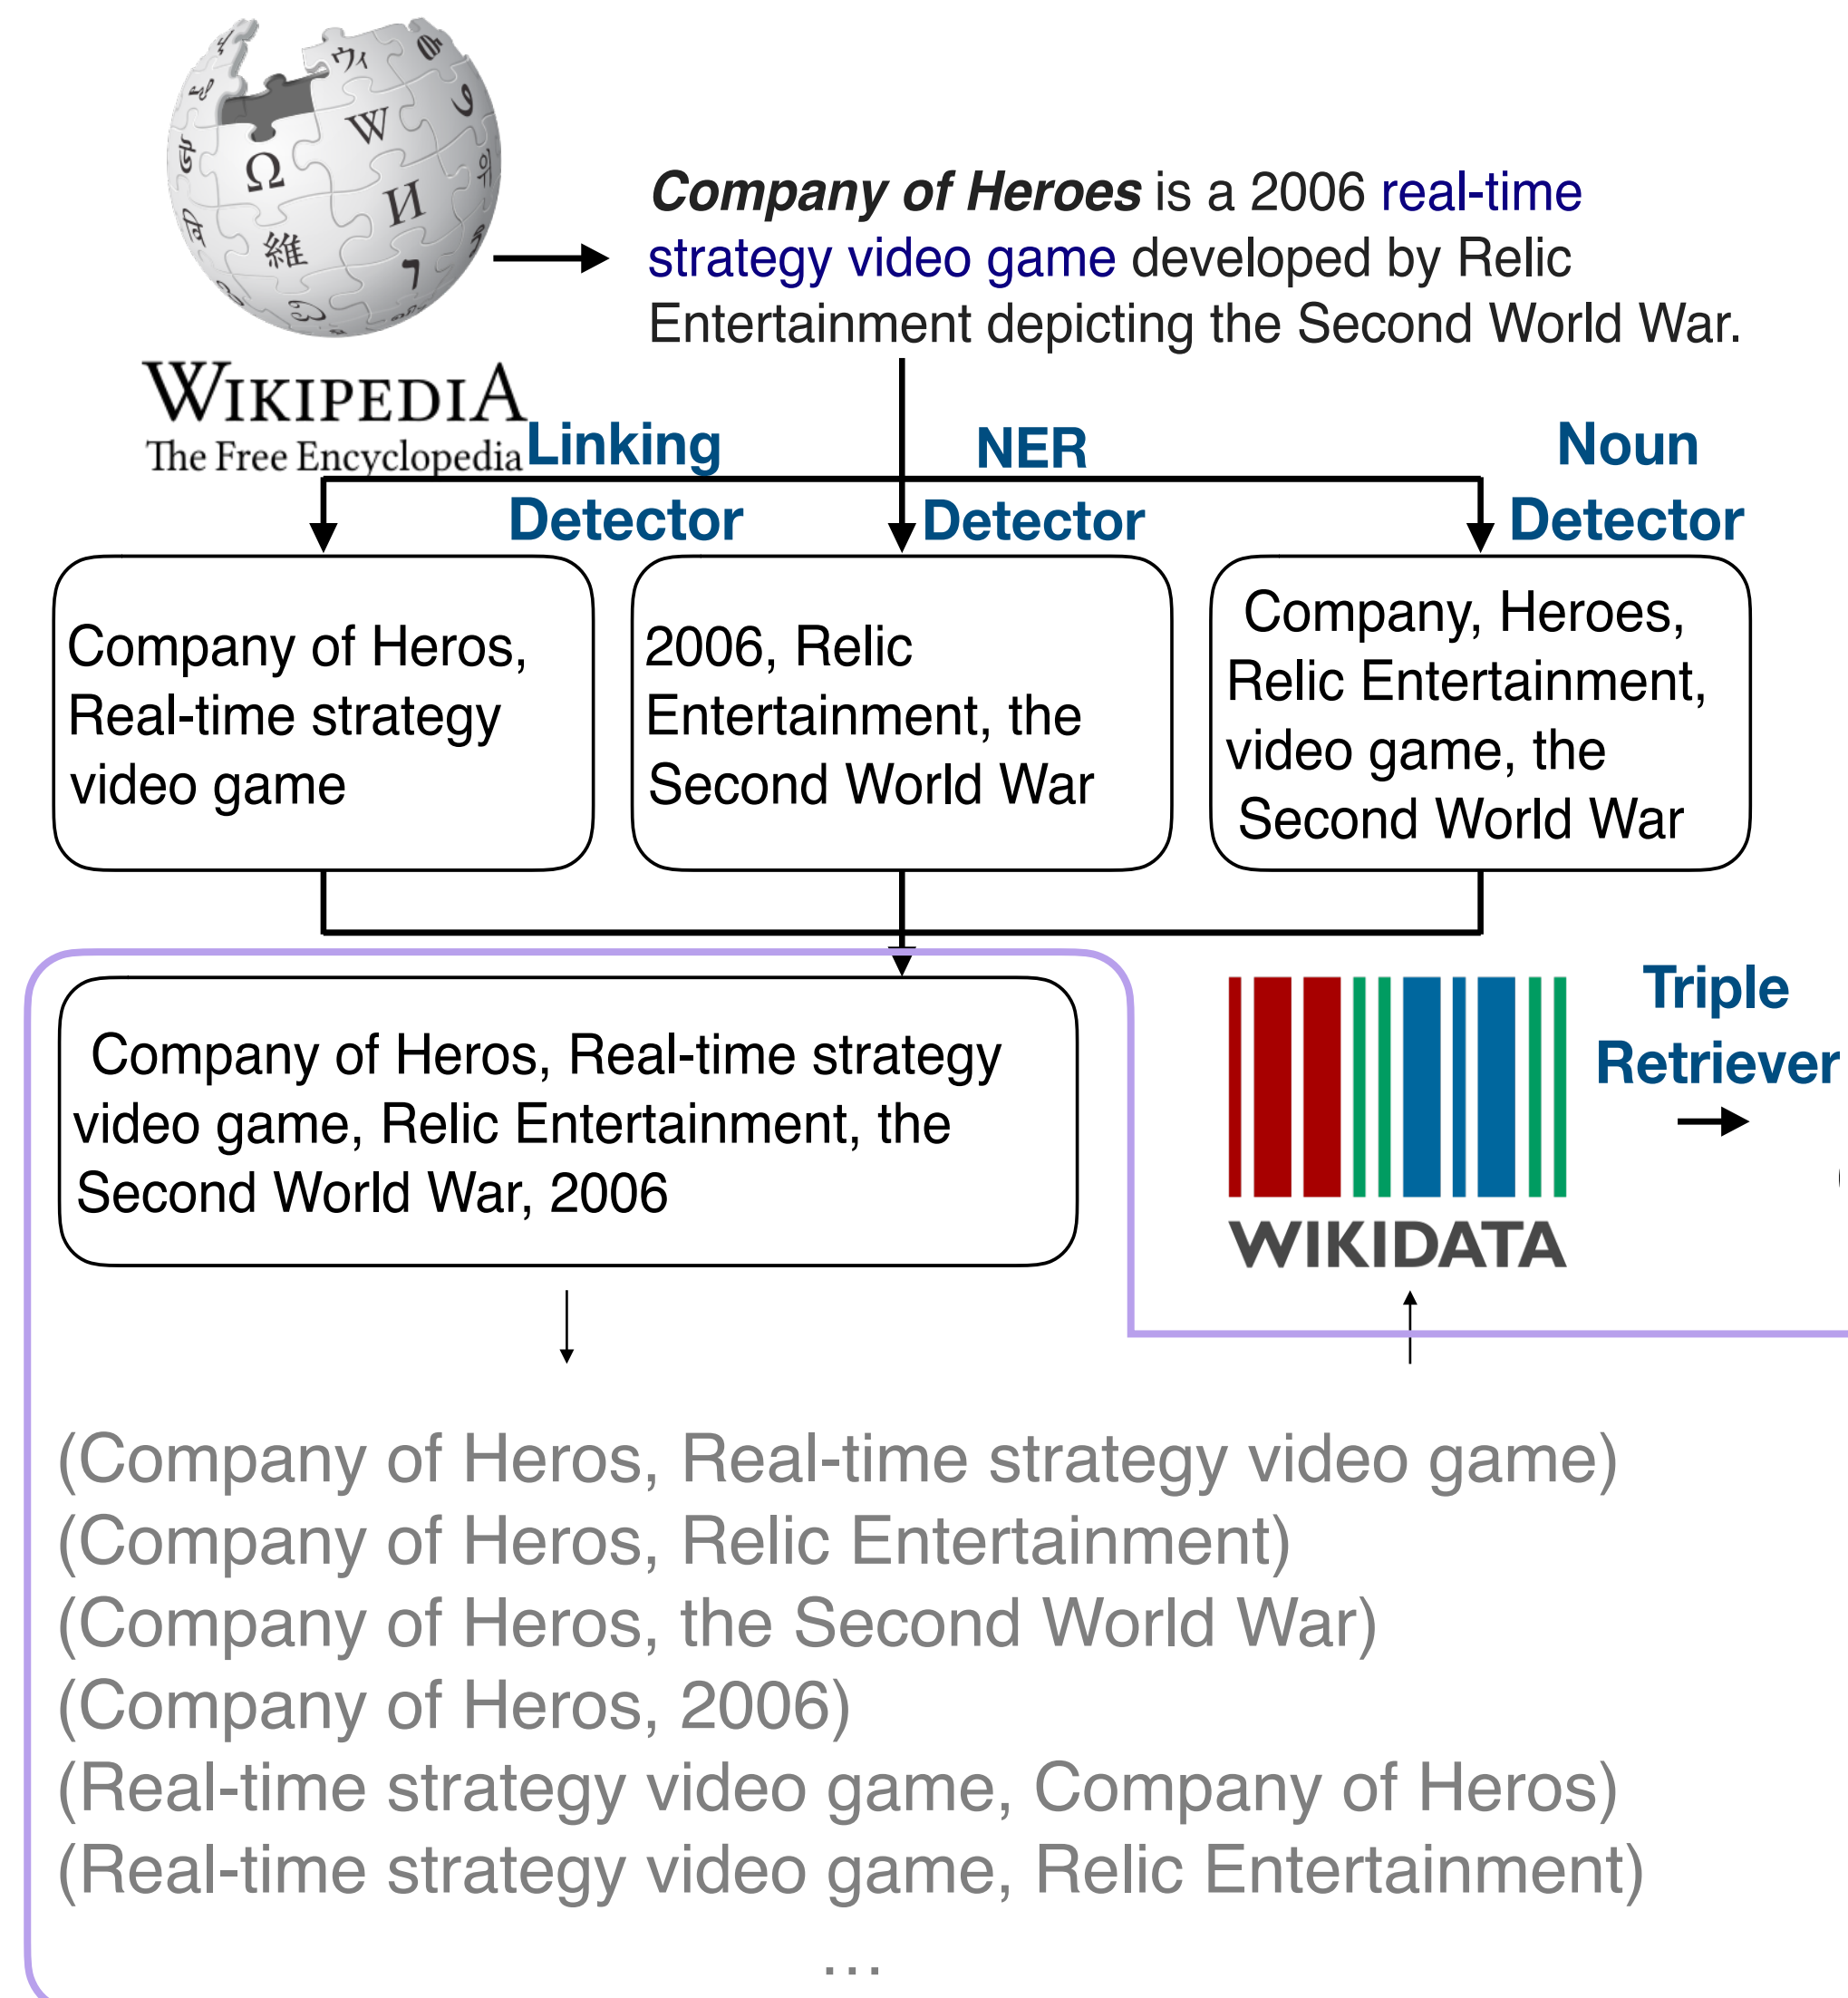 WIKIPEDIA
The Free Encyclopedia
Company of Heroes is a 2006 real-time
strategy video game developed by Relic
Entertainment depicting the Second World War.
Linking
Detector
NER
Detector
Noun
Detector
Company of Heros,
Real-time strategy
video game
2006, Relic
Entertainment, the
Second World War
Company, Heroes,
Relic Entertainment,
video game, the
Second World War
Company of Heros, Real-time strategy
video game, Relic Entertainment, the
Second World War, 2006
WIKIDATA
Triple
Retriever
(Company of Heros, Real-time strategy video game)
(Company of Heros, Relic Entertainment)
(Company of Heros, the Second World War)
(Company of Heros, 2006)
(Real-time strategy video game, Company of Heros)
(Real-time strategy video game, Relic Entertainment)
...